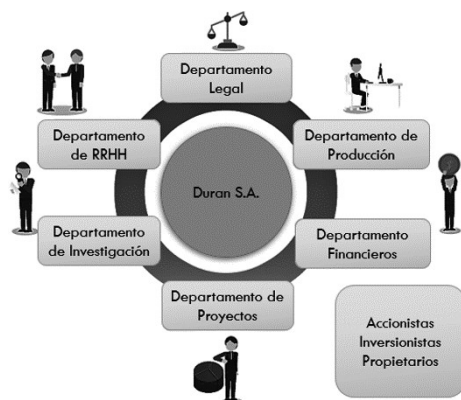 Departamento
Legal
Departamento
de RRHH
Departamento de
Producción
Duran S.A.
Departamento
de Investigación
Departamento
Financieros
Departamento de
Proyectos
Accionistas
Inversionistas
Propietarios